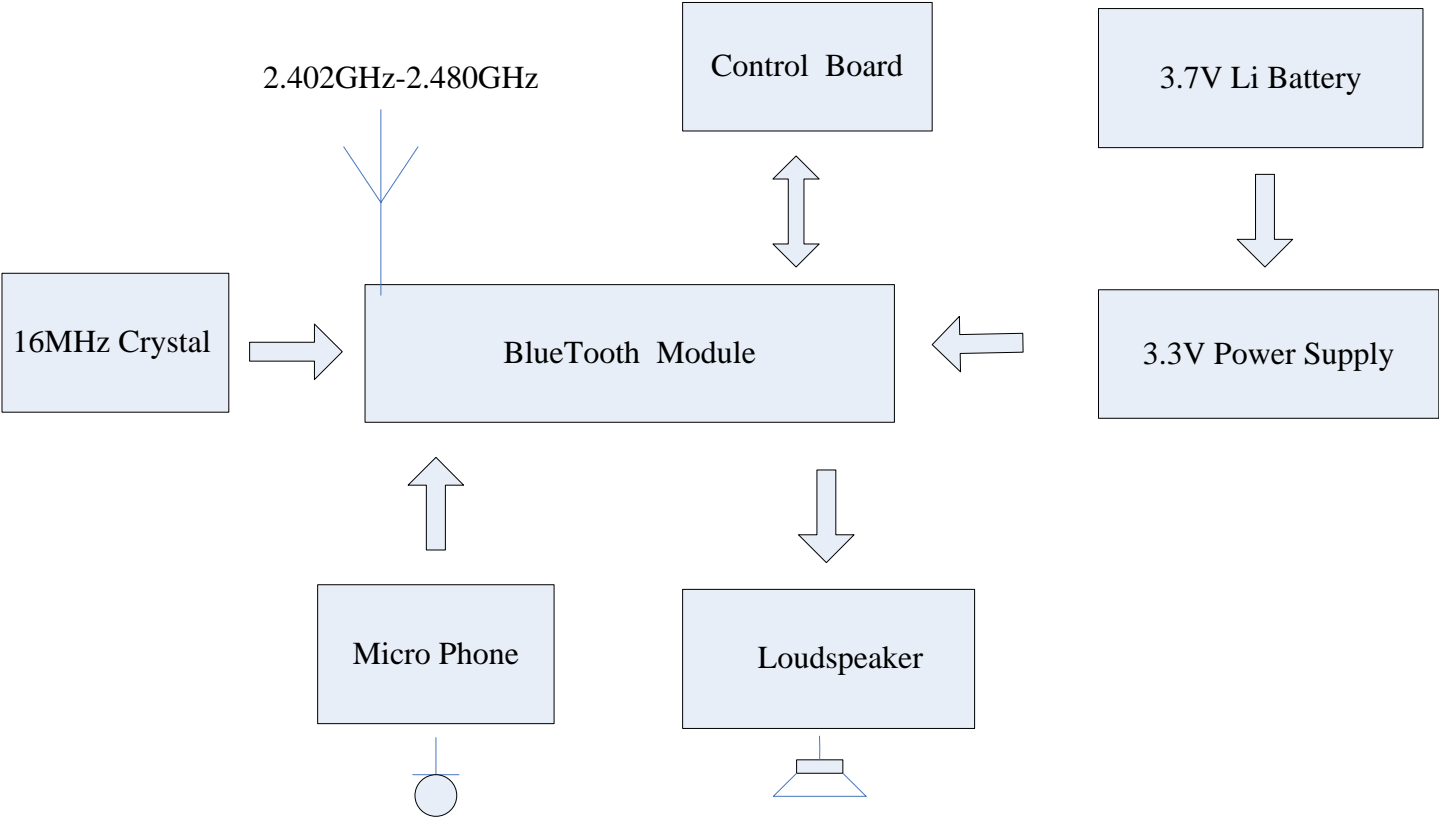 Control  Board
3.7V Li Battery
2.402GHz-2.480GHz
16MHz Crystal
BlueTooth  Module
3.3V Power Supply
Micro Phone
Loudspeaker